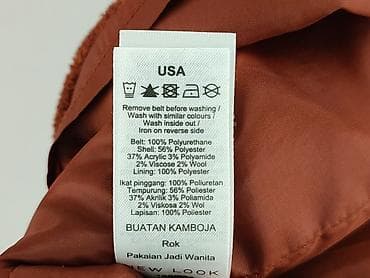 USA
Remove belt before washing /
Wash with similar colours /
Wash inside out /
Iron on reverse side
Belt: 100% Polyurethane
Shell: 56% Polyester
37% Acrylic 3% Polyamide
2% Viscose 2% Wool
Lining: 100% Polyester
Ikat pinggang: 100% Poliuretan
Tempurung: 56% Poliester
37% Akrilik 3% Poliamida
2% Viskosa 2% Wol
Lapisan: 100% Poliester
BUATAN KAMBOJA
Rok
Pakaian Jadi Wanita
NEW LOOK